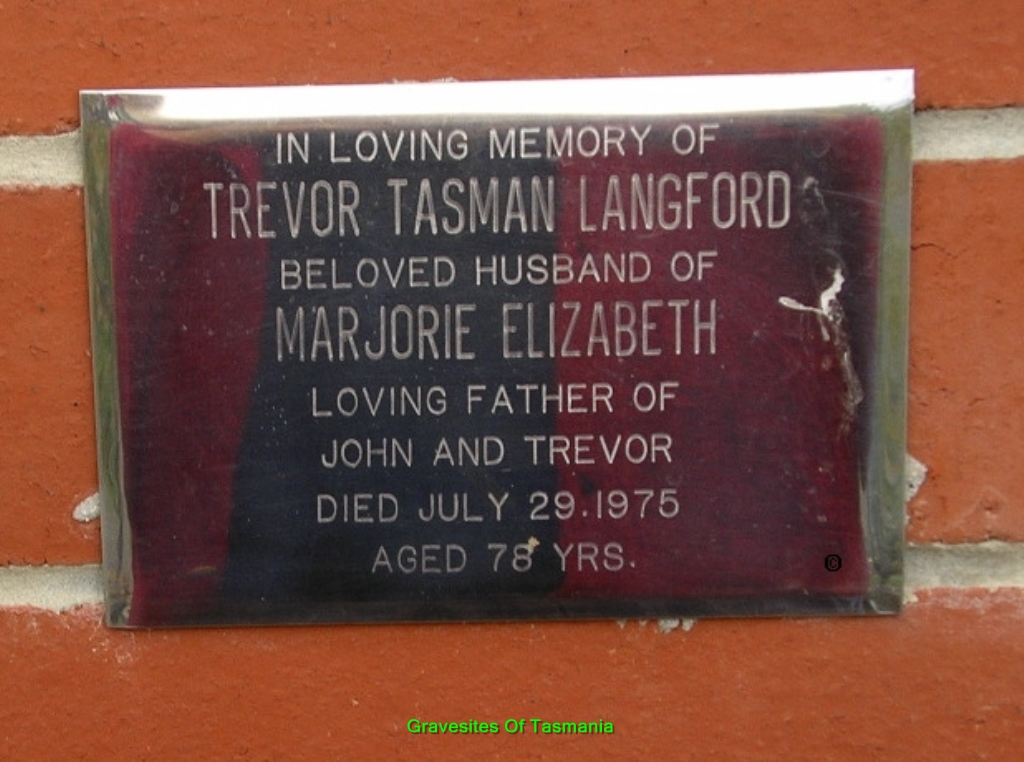 IN LOVING MEMORY OF
TREVOR TASMAN LANGFORD
BELOVED HUSBAND OF
MARJORIE ELIZABETH
LOVING FATHER OF
JOHN AND TREVOR
DIED JULY 29.1975
AGED 78 YRS.
©
Gravesites Of Tasmania